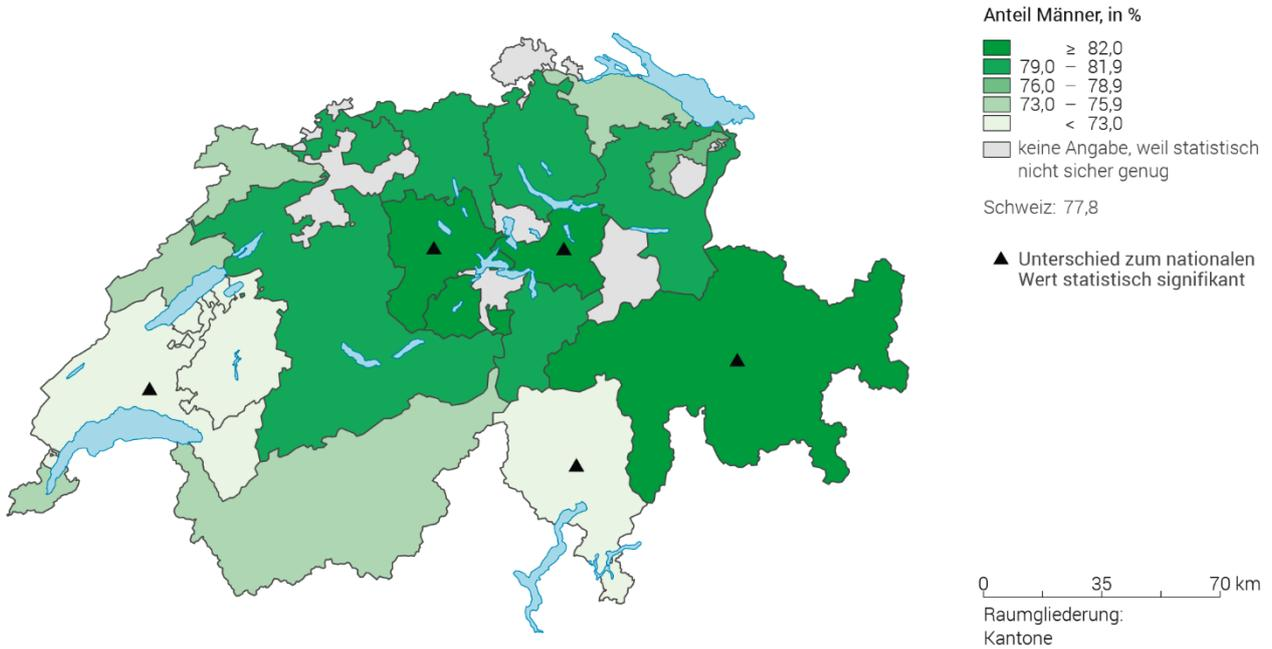 Anteil Männer, in %
≥ 82,0
79,0 – 81,9
76,0 – 78,9
73,0 – 75,9
< 73,0
keine Angabe, weil statistisch
nicht sicher genug
Schweiz: 77,8
Unterschied zum nationalen
Wert statistisch signifikant
0 35 70 km
Raumgliederung:
Kantone